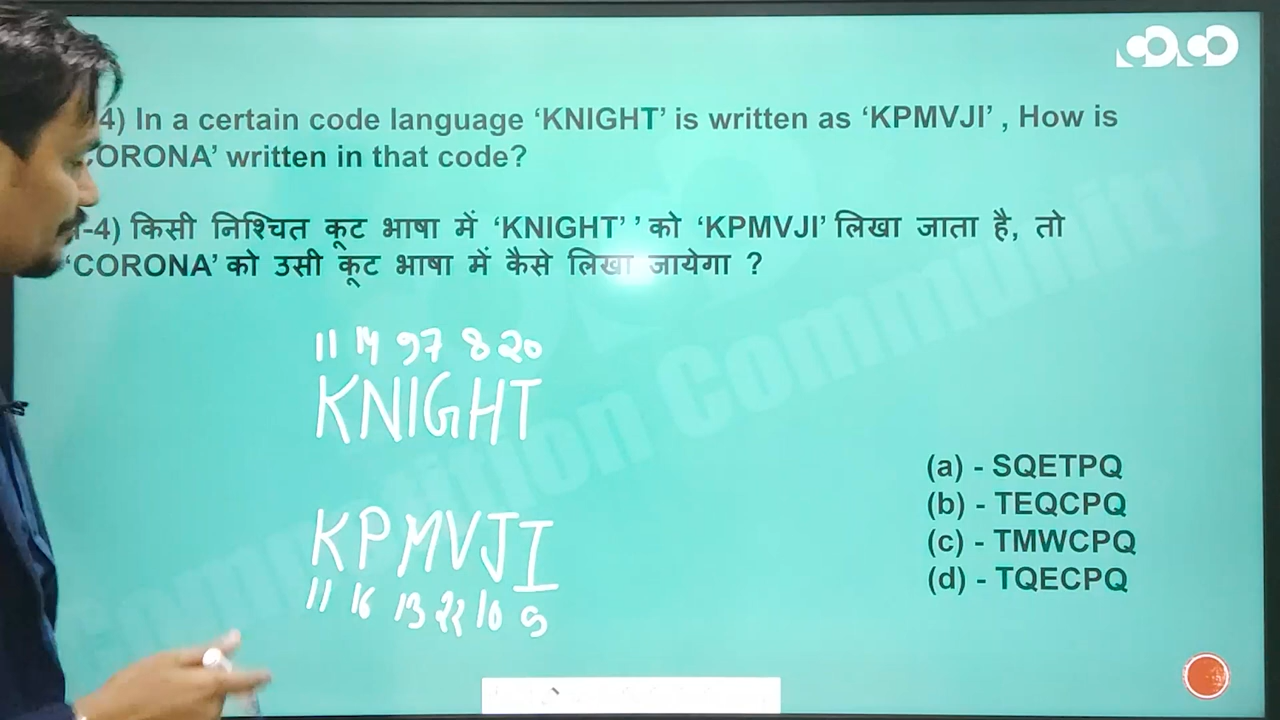 4) In a certain code language ‘KNIGHT’ is written as ‘KPMVJI’ , How is
CORONA’ written in that code?
-4) किसी निश्चित कूट भाषा में ‘KNIGHT’ ’ को ‘KPMVJI’ लिखा जाता है, तो
‘CORONA’ को उसी कूट भाषा में कैसे लिखा जायेगा ?
11 14 9 7 8 20
KNIGHT
KPMVJI
11 16 13 22 10 9
(a) - SQETPQ
(b) - TEQCPQ
(c) - TMWCPQ
(d) - TQECPQ
Competition Community